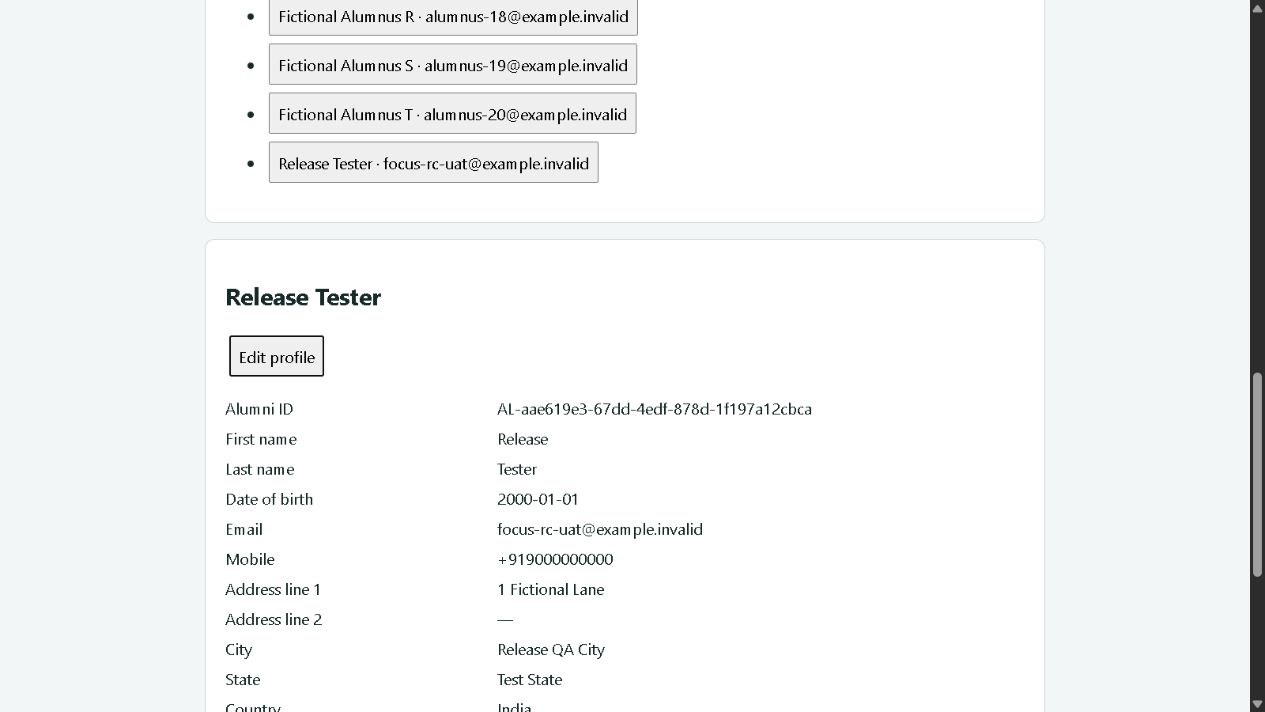 Fictional Alumnus R · alumnus-18@example.invalid
Fictional Alumnus S · alumnus-19@example.invalid
Fictional Alumnus T · alumnus-20@example.invalid
Release Tester · focus-rc-uat@example.invalid
Release Tester
Edit profile
Alumni ID AL-aae619e3-67dd-4edf-878d-1f197a12cbca
First name Release
Last name Tester
Date of birth 2000-01-01
Email focus-rc-uat@example.invalid
Mobile +919000000000
Address line 1 1 Fictional Lane
Address line 2 —
City Release QA City
State Test State
Country India